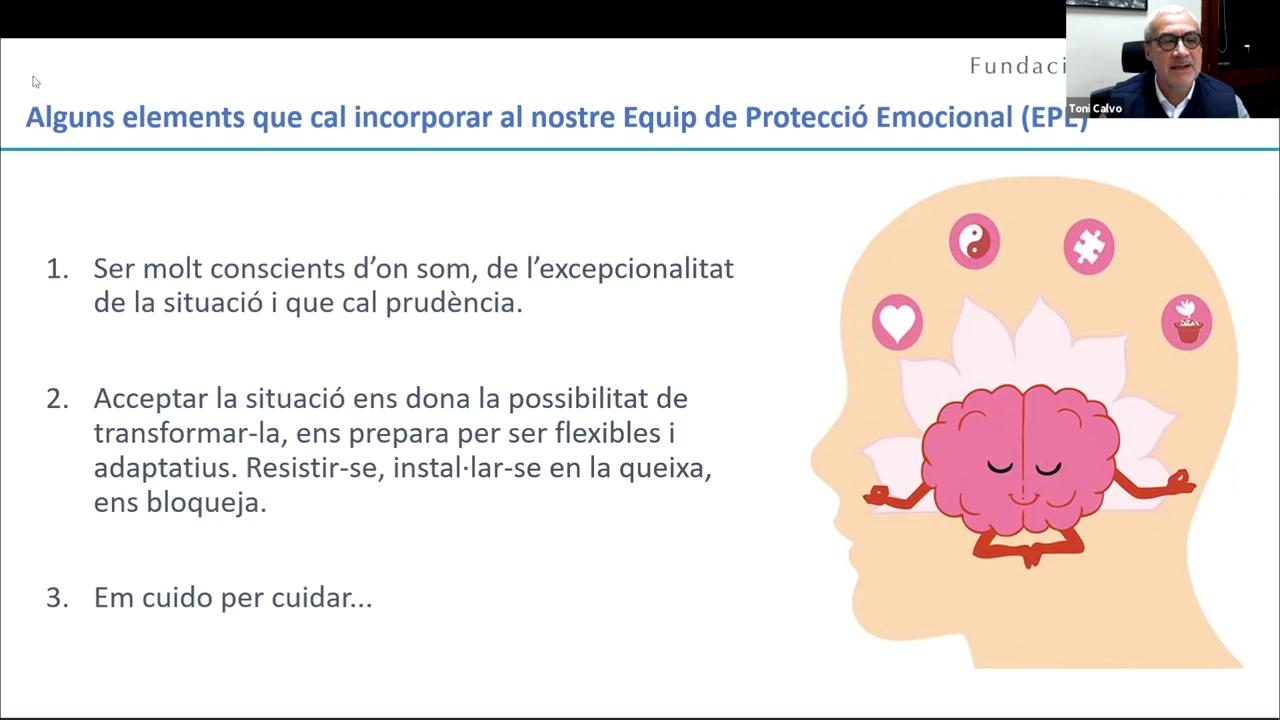 Fundaci
Toni Calvo
Alguns elements que cal incorporar al nostre Equip de Protecció Emocional (EPE)
1. Ser molt conscients d’on som, de l’excepcionalitat
de la situació i que cal prudència.
2. Acceptar la situació ens dona la possibilitat de
transformar-la, ens prepara per ser flexibles i
adaptatius. Resistir-se, instal·lar-se en la queixa,
ens bloqueja.
3. Em cuido per cuidar...